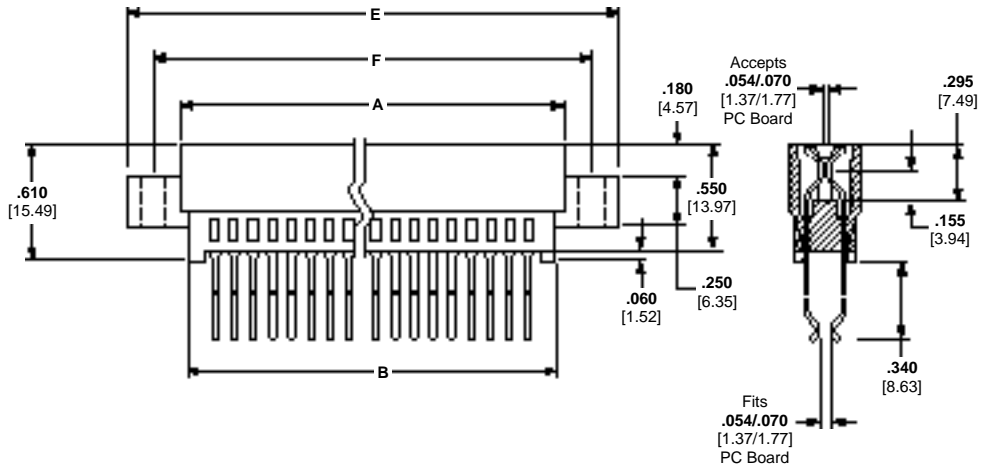 E
F
A
.180
[4.57]
Accepts
.054/.070
[1.37/1.77]
PC Board
.295
[7.49]
.610
[15.49]
.550
[13.97]
.155
[3.94]
.250
[6.35]
.060
[1.52]
.340
[8.63]
B
Fits
.054/.070
[1.37/1.77]
PC Board